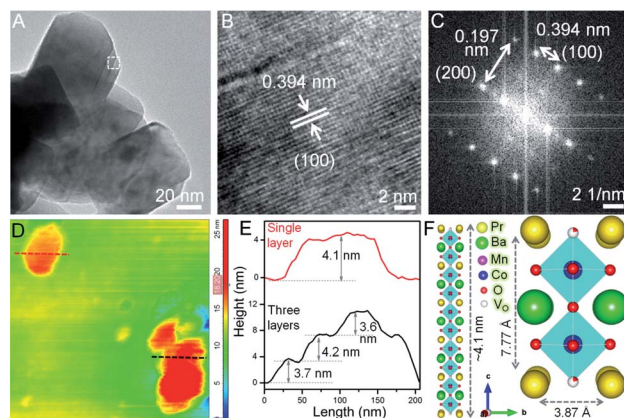 A
20 nm
B
0.394 nm
(100)
2 nm
C
0.197
nm
(200)
0.394 nm
(100)
2 1/nm
D
25 nm
20
15
10
5
E
Height (nm)
Single
layer
4.1 nm
Three
layers
3.7 nm
4.2 nm
3.6
nm
4
0
12
8
4
0
0 50 100 150 200
Length (nm)
F
Pr
Ba
Mn
Co
O
Vo
~4.1 nm
7.77 Å
3.87 Å
c
b